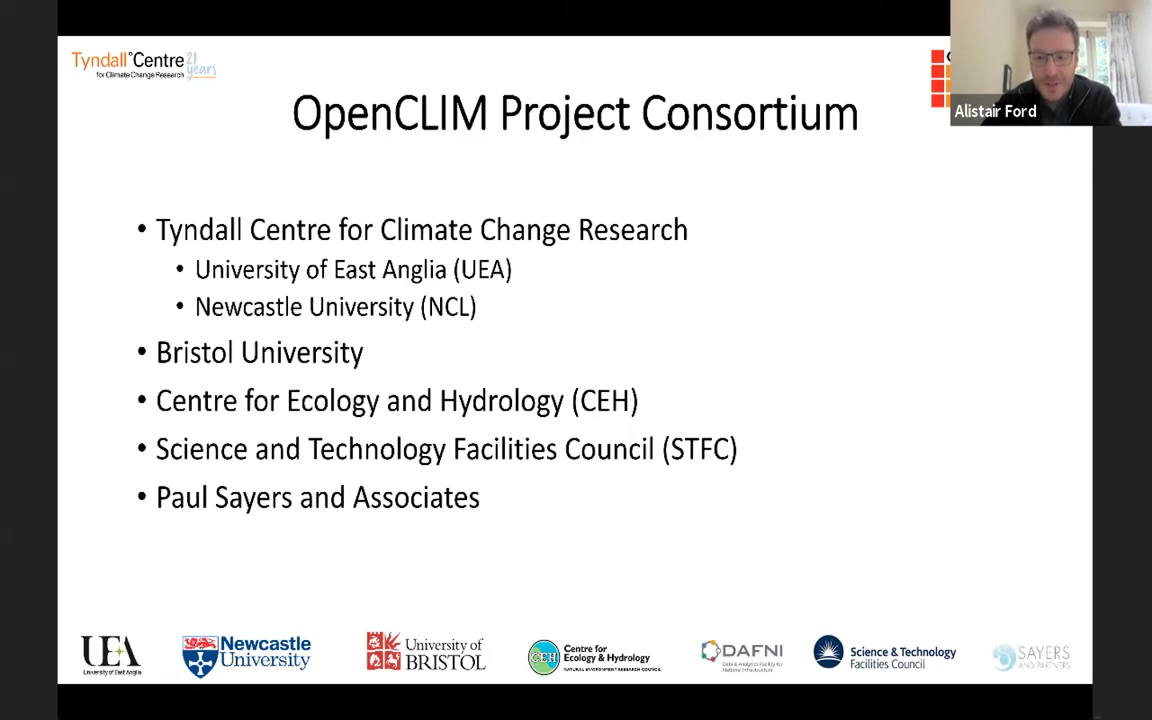 Tyndall°Centre 21 years
for Climate Change Research
Alistair Ford
OpenCLIM Project Consortium
• Tyndall Centre for Climate Change Research
• University of East Anglia (UEA)
• Newcastle University (NCL)
• Bristol University
• Centre for Ecology and Hydrology (CEH)
• Science and Technology Facilities Council (STFC)
• Paul Sayers and Associates
UEA
University of East Anglia
Newcastle
University
University of
BRISTOL
CEH
Centre for
Ecology & Hydrology
NATURAL ENVIRONMENT RESEARCH COUNCIL
DAFNI
Data & Analytics Facility for
National Infrastructure
Science & Technology
Facilities Council
SAYERS
AND PARTNERS